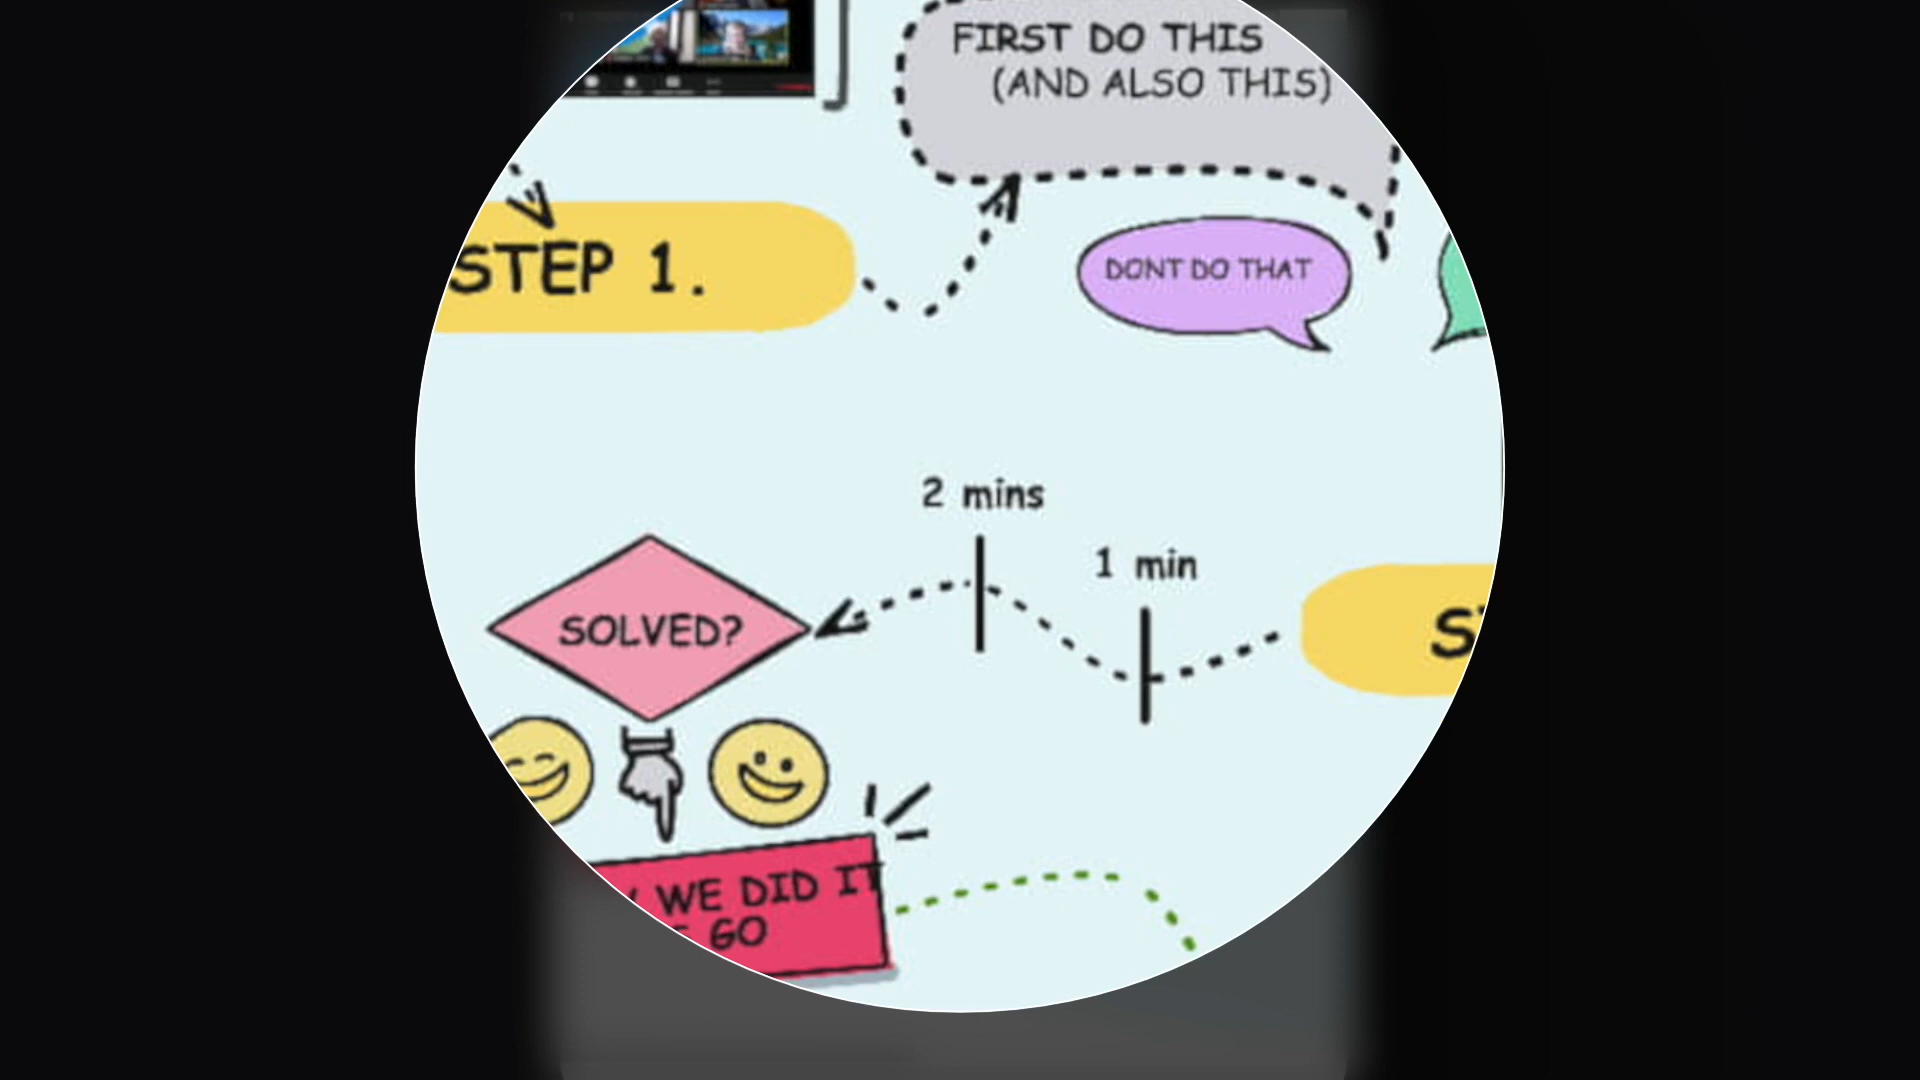 FIRST DO THIS
(AND ALSO THIS)
STEP 1.
DONT DO THAT
2 mins
1 min
SOLVED?
WE DID IT
GO